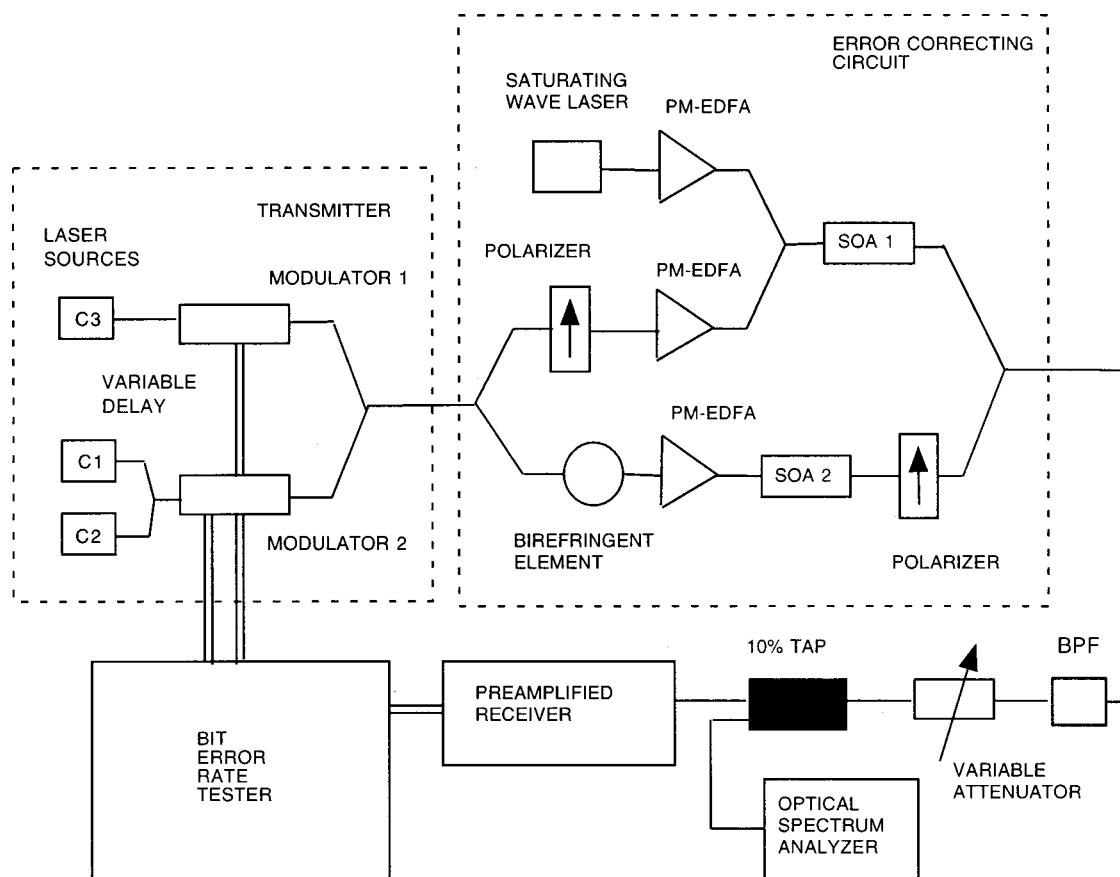 ERROR CORRECTING
CIRCUIT
SATURATING
WAVE LASER
PM-EDFA
TRANSMITTER
LASER
SOURCES
POLARIZER
SOA 1
MODULATOR 1
PM-EDFA
C3
VARIABLE
DELAY
PM-EDFA
C1
SOA 2
C2
MODULATOR 2
BIREFRINGENT
ELEMENT
POLARIZER
10% TAP
BPF
PREAMPLIFIED
RECEIVER
BIT
ERROR
RATE
TESTER
VARIABLE
ATTENUATOR
OPTICAL
SPECTRUM
ANALYZER